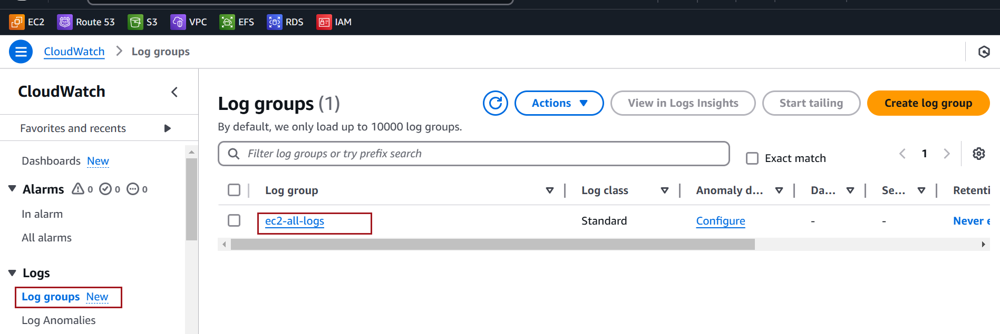 EC2 Route 53 S3 VPC EFS RDS IAM
CloudWatch > Log groups
CloudWatch
Favorites and recents
Dashboards New
Alarms 0 0 0
In alarm
All alarms
Logs
Log groups New
Log Anomalies
Log groups (1)
Actions View in Logs Insights Start tailing Create log group
By default, we only load up to 10000 log groups.
Filter log groups or try prefix search
Exact match
1
Log group Log class Anomaly d... Da... Se... Retenti
ec2-all-logs Standard Configure - - Never e